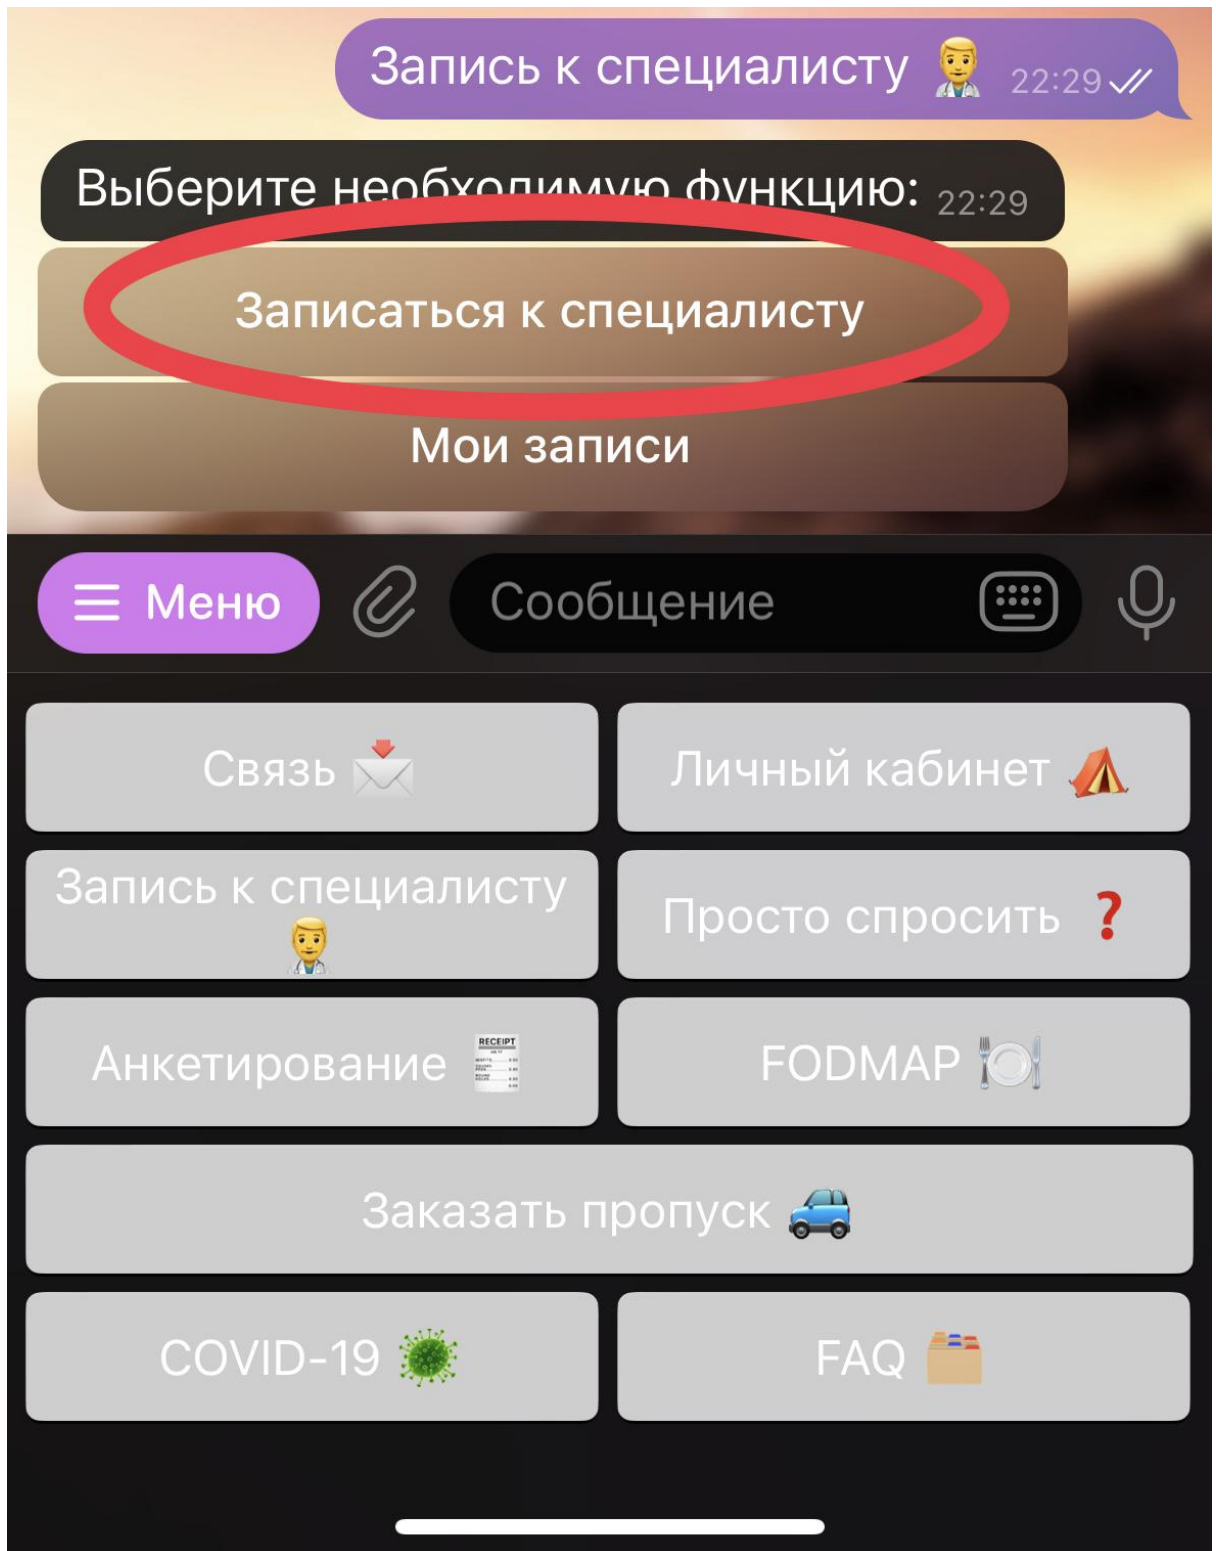 Запись к специалисту 22:29
Выберите необходимую функцию: 22:29
Записаться к специалисту
Мои записи
Меню
Сообщение
Связь
Личный кабинет
Запись к специалисту
Просто спросить ❓
Анкетирование
RECEIPT
FODMAP
Заказать пропуск
COVID-19
FAQ